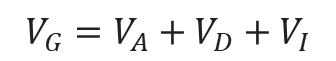 V_G = V_A + V_D + V_I